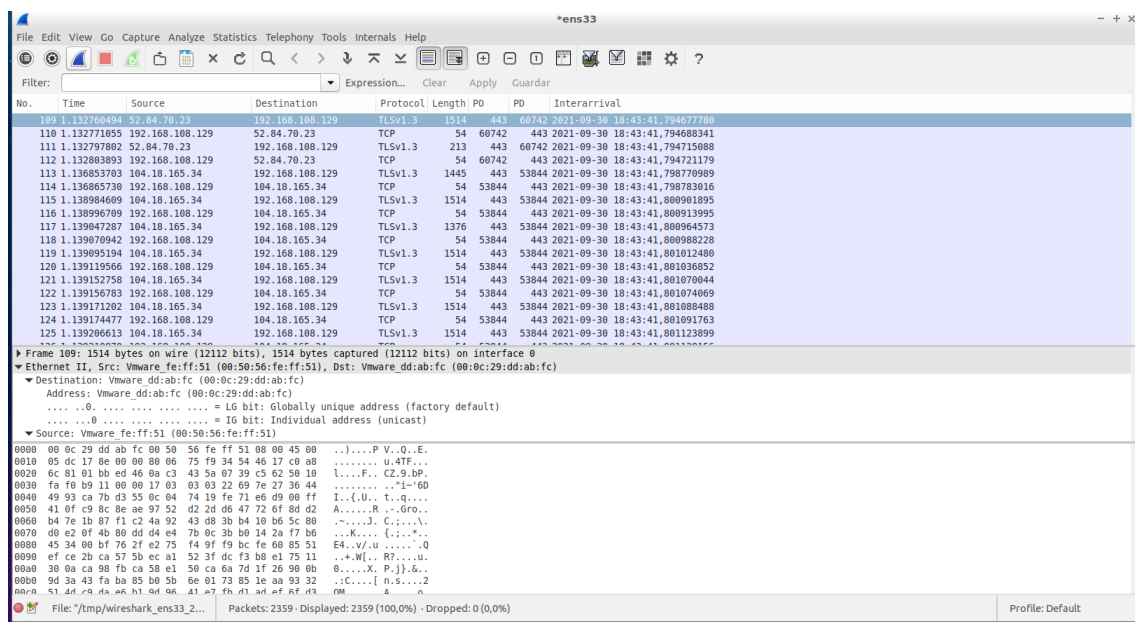 *ens33
File Edit View Go Capture Analyze Statistics Telephony Tools Internals Help
Filter: Expression... Clear Apply Guardar
No. Time Source Destination Protocol Length PO PD Interarrival
109 1.132760494 52.84.70.23 192.168.108.129 TLSv1.3 1514 443 60742 2021-09-30 18:43:41,794677780
110 1.132771055 192.168.108.129 52.84.70.23 TCP 54 60742 443 2021-09-30 18:43:41,794688341
111 1.132797802 52.84.70.23 192.168.108.129 TLSv1.3 213 443 60742 2021-09-30 18:43:41,794715088
112 1.132803893 192.168.108.129 52.84.70.23 TCP 54 60742 443 2021-09-30 18:43:41,794721179
113 1.136853703 104.18.165.34 192.168.108.129 TLSv1.3 1445 443 53844 2021-09-30 18:43:41,798770989
114 1.136865730 192.168.108.129 104.18.165.34 TCP 54 53844 443 2021-09-30 18:43:41,798783016
115 1.138984609 104.18.165.34 192.168.108.129 TLSv1.3 1514 443 53844 2021-09-30 18:43:41,800901895
116 1.138996709 192.168.108.129 104.18.165.34 TCP 54 53844 443 2021-09-30 18:43:41,800913995
117 1.139047287 104.18.165.34 192.168.108.129 TLSv1.3 1376 443 53844 2021-09-30 18:43:41,800964573
118 1.139070942 192.168.108.129 104.18.165.34 TCP 54 53844 443 2021-09-30 18:43:41,800988228
119 1.139095194 104.18.165.34 192.168.108.129 TLSv1.3 1514 443 53844 2021-09-30 18:43:41,801012480
120 1.139119566 192.168.108.129 104.18.165.34 TCP 54 53844 443 2021-09-30 18:43:41,801036852
121 1.139152758 104.18.165.34 192.168.108.129 TLSv1.3 1514 443 53844 2021-09-30 18:43:41,801070044
122 1.139156783 192.168.108.129 104.18.165.34 TCP 54 53844 443 2021-09-30 18:43:41,801074069
123 1.139171202 104.18.165.34 192.168.108.129 TLSv1.3 1514 443 53844 2021-09-30 18:43:41,801088488
124 1.139174477 192.168.108.129 104.18.165.34 TCP 54 53844 443 2021-09-30 18:43:41,801091763
125 1.139206613 104.18.165.34 192.168.108.129 TLSv1.3 1514 443 53844 2021-09-30 18:43:41,801123899
Frame 109: 1514 bytes on wire (12112 bits), 1514 bytes captured (12112 bits) on interface 0
Ethernet II, Src: Vmware_fe:ff:51 (00:50:56:fe:ff:51), Dst: Vmware_dd:ab:fc (00:0c:29:dd:ab:fc)
Destination: Vmware_dd:ab:fc (00:0c:29:dd:ab:fc)
Address: Vmware_dd:ab:fc (00:0c:29:dd:ab:fc)
.... ..0. .... .... .... .... = LG bit: Globally unique address (factory default)
.... ...0 .... .... .... .... = IG bit: Individual address (unicast)
Source: Vmware_fe:ff:51 (00:50:56:fe:ff:51)
0000 00 0c 29 dd ab fc 00 50 56 fe ff 51 08 00 45 00 ..)....P V..Q..E.
0010 05 dc 17 8e 00 00 80 06 75 f9 34 54 46 17 c0 a8 ........ u.4TF...
0020 6c 81 01 bb ed 46 0a c3 43 5a 07 39 c5 62 50 10 l....F.. CZ.9.bP.
0030 fa f0 b9 11 00 00 17 03 03 03 22 69 7e 27 36 44 ........ .."i~'6D
0040 49 93 ca 7b d3 55 0c 04 74 19 fe 71 e6 d9 00 ff I..{.U.. t..q....
0050 41 0f c9 8c 8e ae 97 52 d2 2d d6 47 72 6f 8d d2 A......R .-.Gro..
0060 b4 7e 1b 87 f1 c2 4a 92 43 d8 3b b4 10 b6 5c 80 .~....J. C.;...\.
0070 d0 e2 0f 4b 80 dd d4 e4 7b 0c 3b b0 14 2a f7 b6 ...K.... {.;..*..
0080 45 34 00 bf 76 2f e2 75 f4 9f f9 bc fe 60 85 51 E4..v/.u .....`.Q
0090 ef ce 2b ca 57 5b ec a1 52 3f dc f3 b8 e1 75 11 ..+.W[.. R?....u.
00a0 30 0a ca 98 fb ca 58 e1 50 ca 6a 7d 1f 26 90 0b 0.....X. P.j}.&..
00b0 9d 3a 43 fa ba 85 b0 5b 6e 01 73 85 1e aa 93 32 .:C....[ n.s....2
File: "/tmp/wireshark_ens33_2... Packets: 2359 · Displayed: 2359 (100,0%) · Dropped: 0 (0,0%) Profile: Default